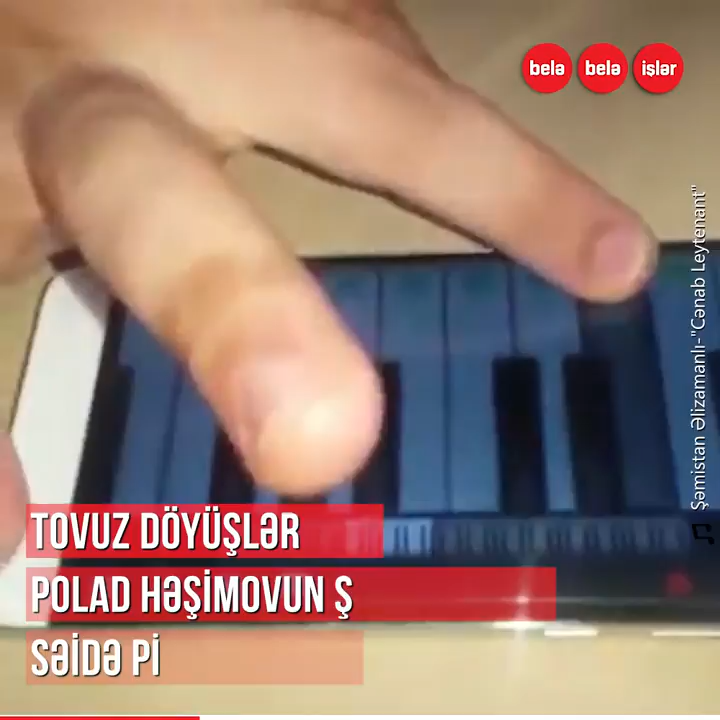 belə belə işlər
Şəmistan Əlizamanlı-"Cənab Leytenant"
TOVUZ DÖYÜŞLƏR
POLAD HƏŞİMOVUN Ş
SƏİDƏ Pİ